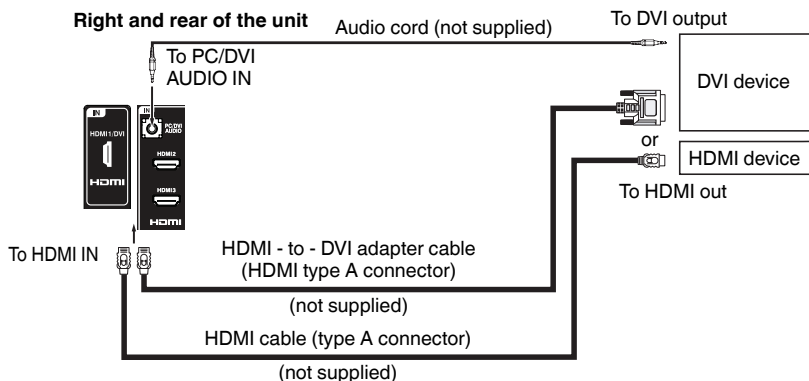 Right and rear of the unit
Audio cord (not supplied)
To DVI output
To PC/DVI
AUDIO IN
DVI device
IN
IN
HDMI1/DVI
PC/DVI
AUDIO
HDMI2
HDMI3
HDMI
HDMI
or
HDMI device
To HDMI out
To HDMI IN
HDMI - to - DVI adapter cable
(HDMI type A connector)
(not supplied)
HDMI cable (type A connector)
(not supplied)